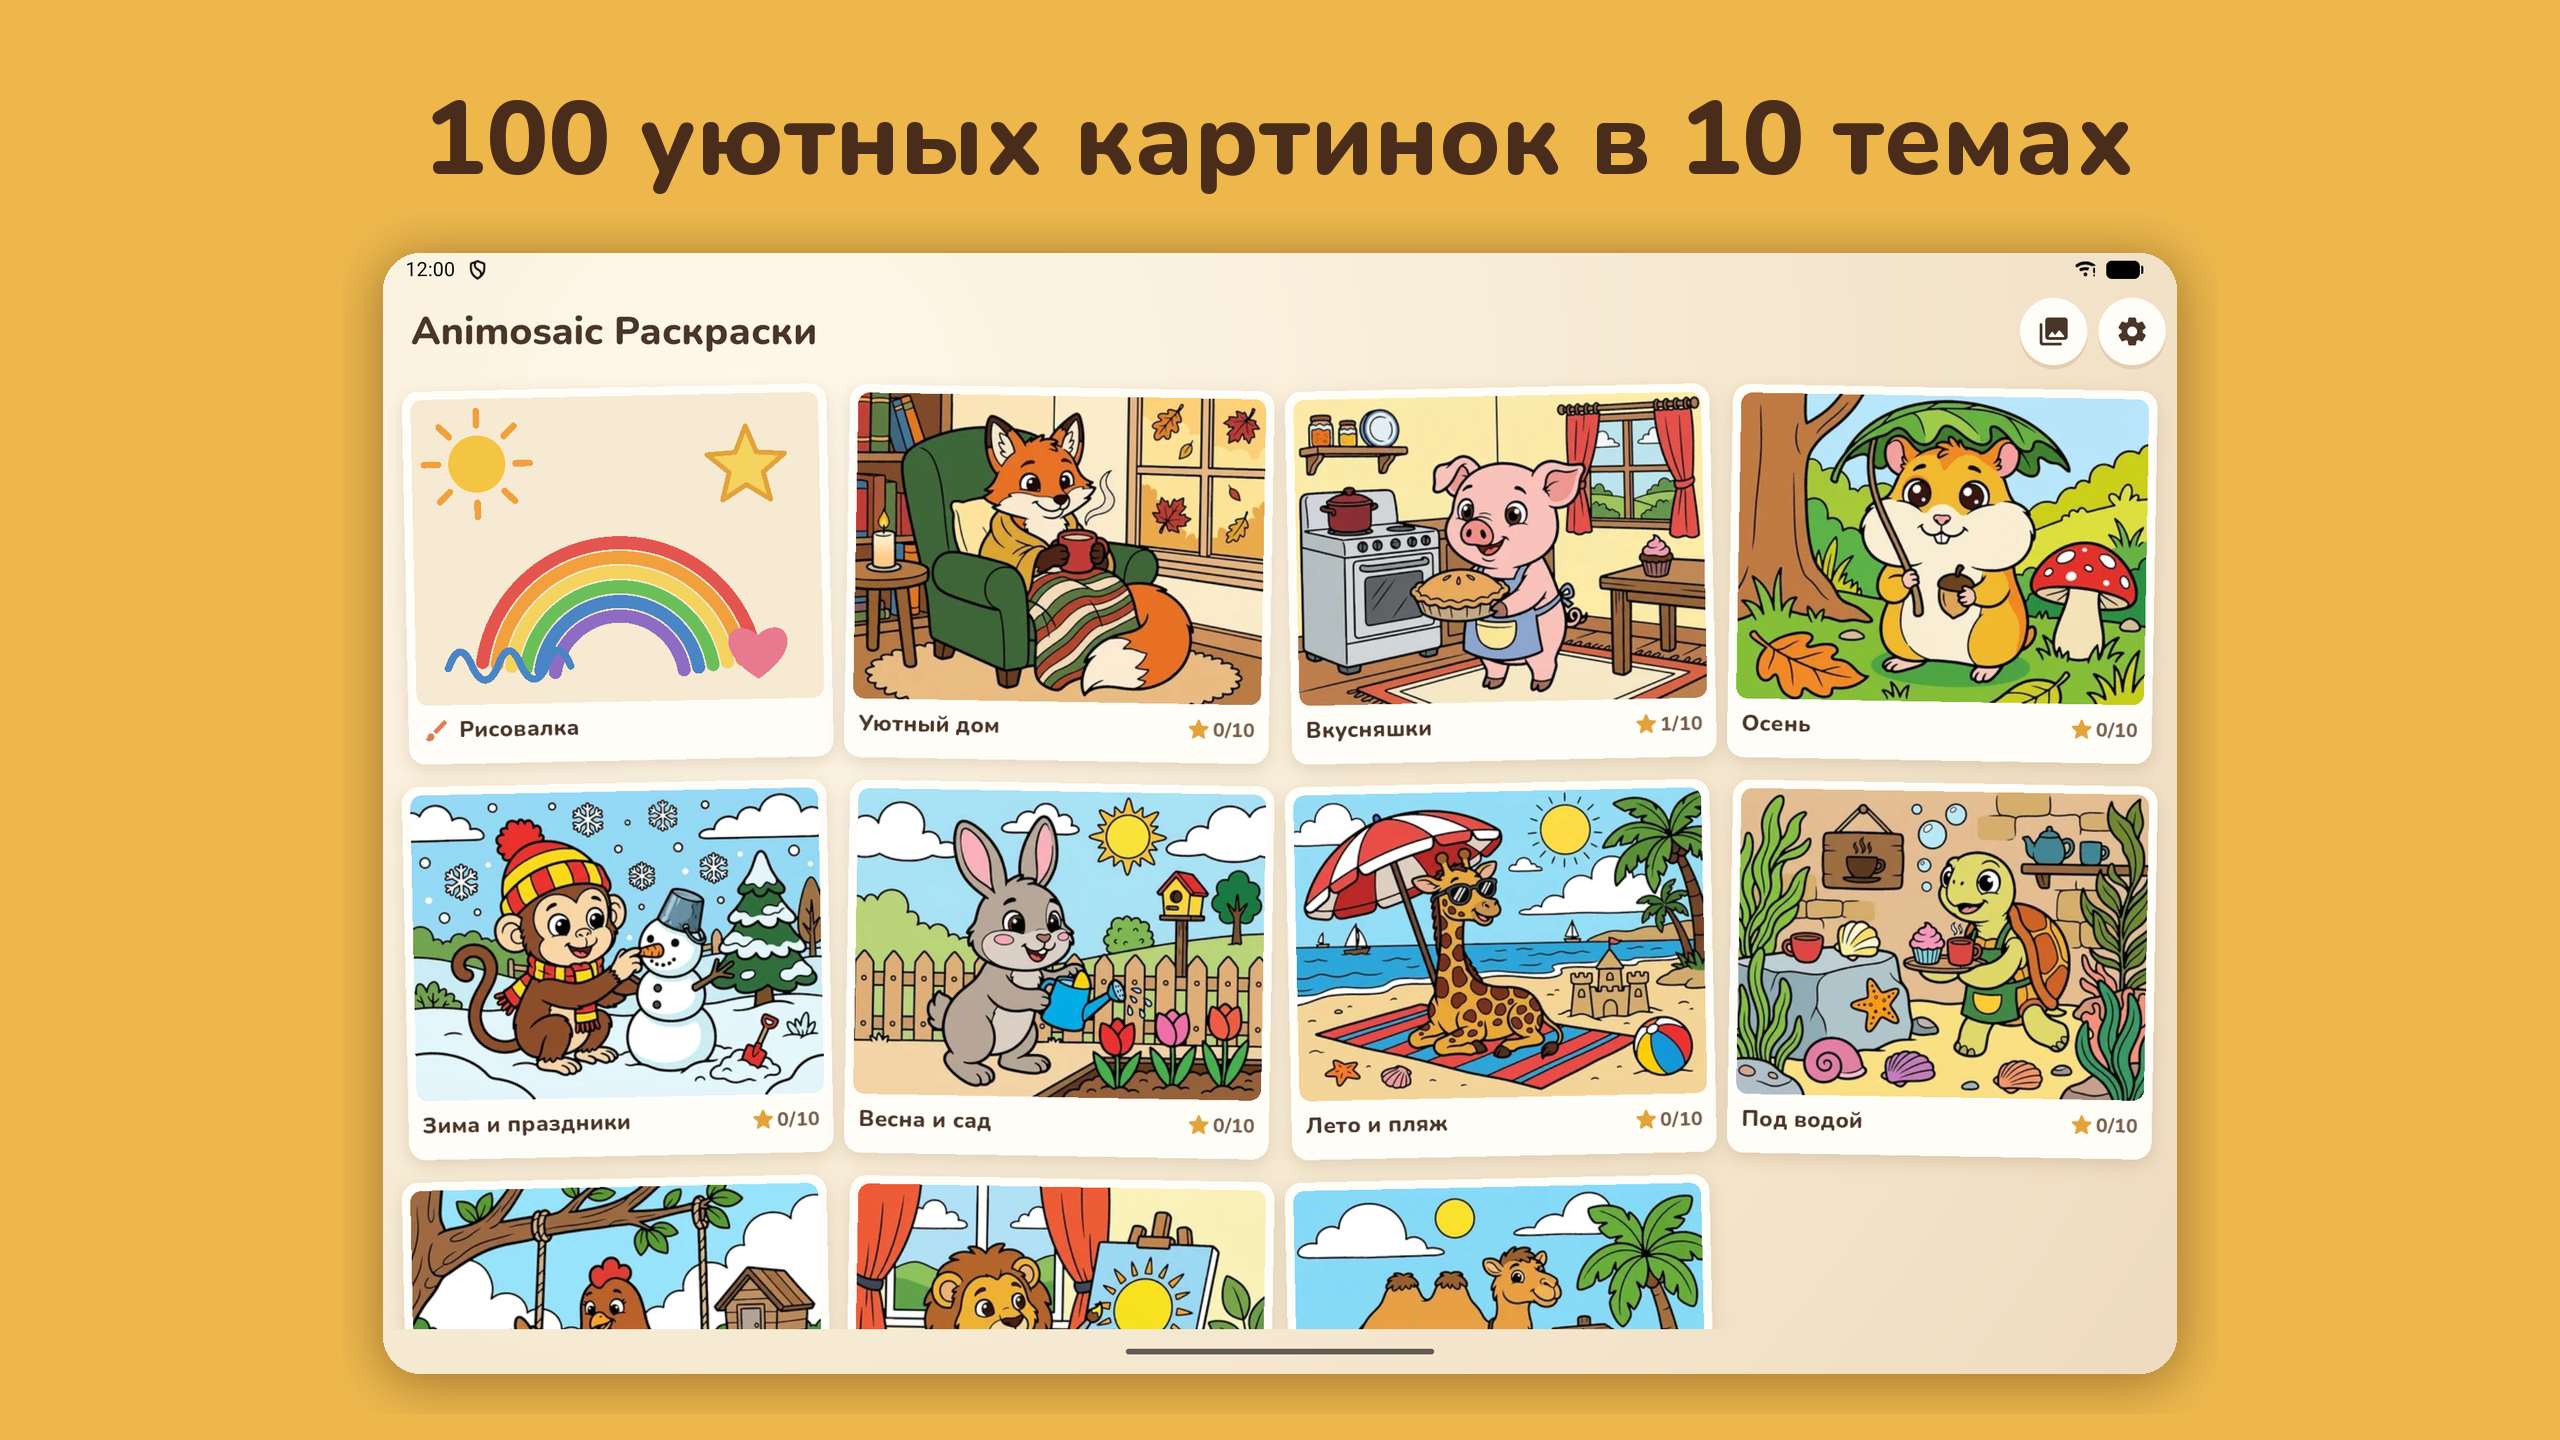 100 уютных картинок в 10 темах
12:00
Animosaic Раскраски
Рисовалка
Уютный дом 0/10
Вкусняшки 1/10
Осень 0/10
Зима и праздники 0/10
Весна и сад 0/10
Лето и пляж 0/10
Под водой 0/10